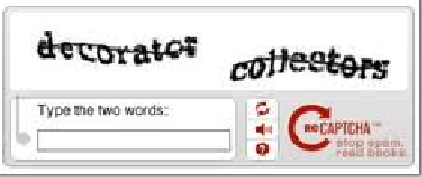 decorator collectors
Type the two words:
reCAPTCHA™
stop spam.
read books.